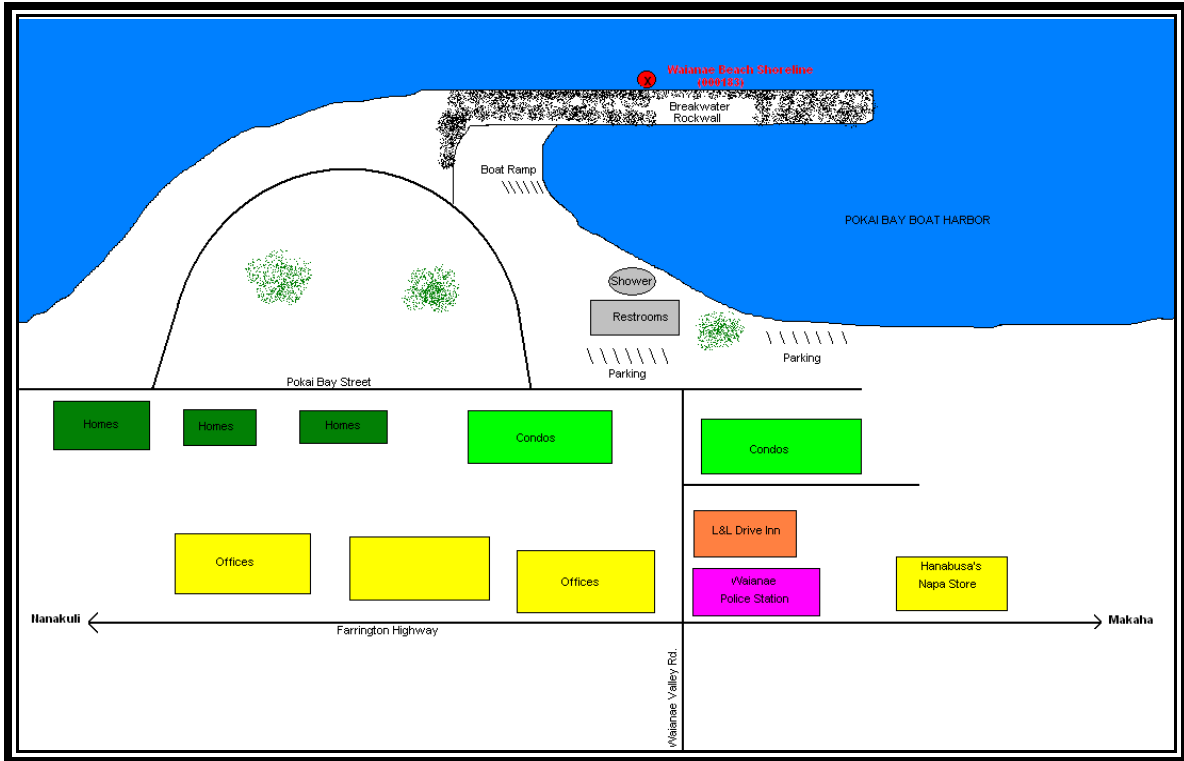 X
Waianae Beach Shoreline
(000183)
Breakwater
Rockwall
Boat Ramp
POKAI BAY BOAT HARBOR
Shower
Restrooms
Parking
Parking
Pokai Bay Street
Homes
Homes
Homes
Condos
Condos
L&L Drive Inn
Offices
Offices
Waianae
Police Station
Hanabusa's
Napa Store
Nanakuli
Makaha
Farrington Highway
Waianae Valley Rd.